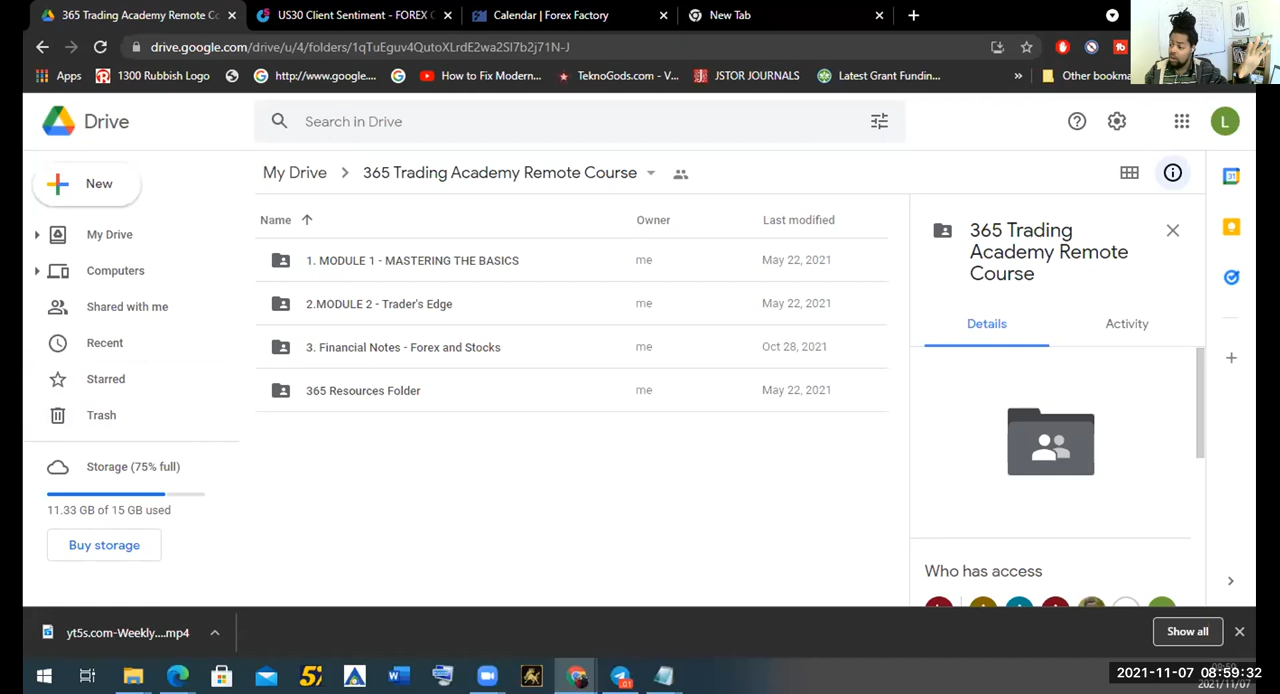 365 Trading Academy Remote Co
US30 Client Sentiment - FOREX C
Calendar | Forex Factory
New Tab
drive.google.com/drive/u/4/folders/1qTuEguv4QutoXLrdE2wa2Sl7b2j71N-J
Apps
1300 Rubbish Logo
http://www.google....
How to Fix Modern...
TeknoGods.com - V...
JSTOR JOURNALS
Latest Grant Fundin...
»
Other bookma
Drive
Search in Drive
L
New
My Drive
Computers
Shared with me
Recent
Starred
Trash
Storage (75% full)
11.33 GB of 15 GB used
Buy storage
My Drive > 365 Trading Academy Remote Course
Name
Owner
Last modified
1. MODULE 1 - MASTERING THE BASICS
me
May 22, 2021
2.MODULE 2 - Trader's Edge
me
May 22, 2021
3. Financial Notes - Forex and Stocks
me
Oct 28, 2021
365 Resources Folder
me
May 22, 2021
365 Trading
Academy Remote
Course
Details
Activity
Who has access
31
yt5s.com-Weekly....mp4
Show all
2021-11-07 08:59:32
2021/11/07